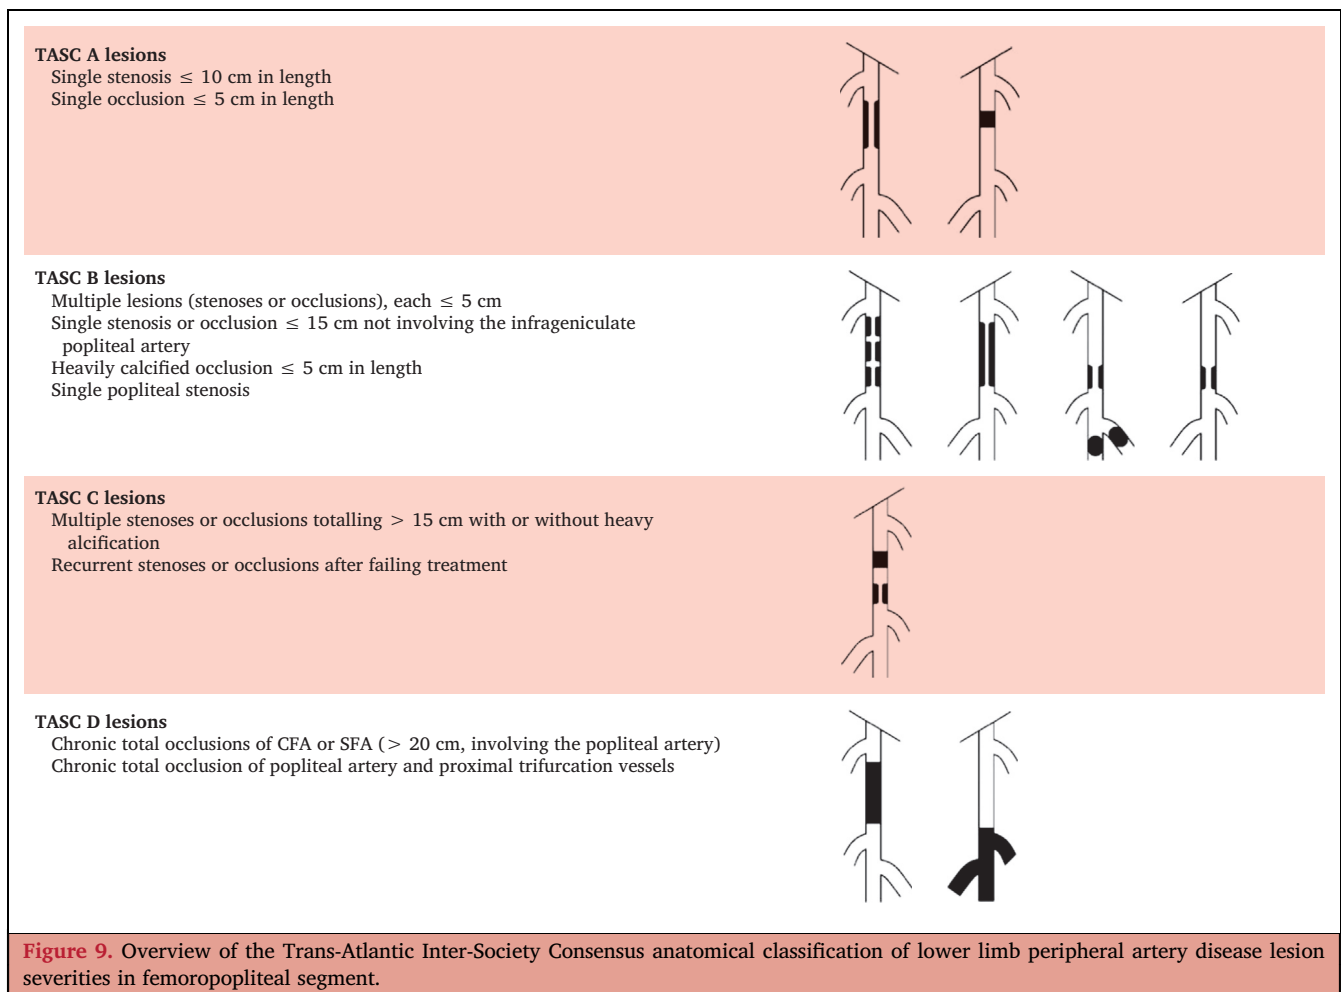 TASC A lesions
Single stenosis ≤ 10 cm in length
Single occlusion ≤ 5 cm in length
TASC B lesions
Multiple lesions (stenoses or occlusions), each ≤ 5 cm
Single stenosis or occlusion ≤ 15 cm not involving the infrageniculate
popliteal artery
Heavily calcified occlusion ≤ 5 cm in length
Single popliteal stenosis
TASC C lesions
Multiple stenoses or occlusions totalling > 15 cm with or without heavy
alcification
Recurrent stenoses or occlusions after failing treatment
TASC D lesions
Chronic total occlusions of CFA or SFA (> 20 cm, involving the popliteal artery)
Chronic total occlusion of popliteal artery and proximal trifurcation vessels
Figure 9. Overview of the Trans-Atlantic Inter-Society Consensus anatomical classification of lower limb peripheral artery disease lesion
severities in femoropopliteal segment.